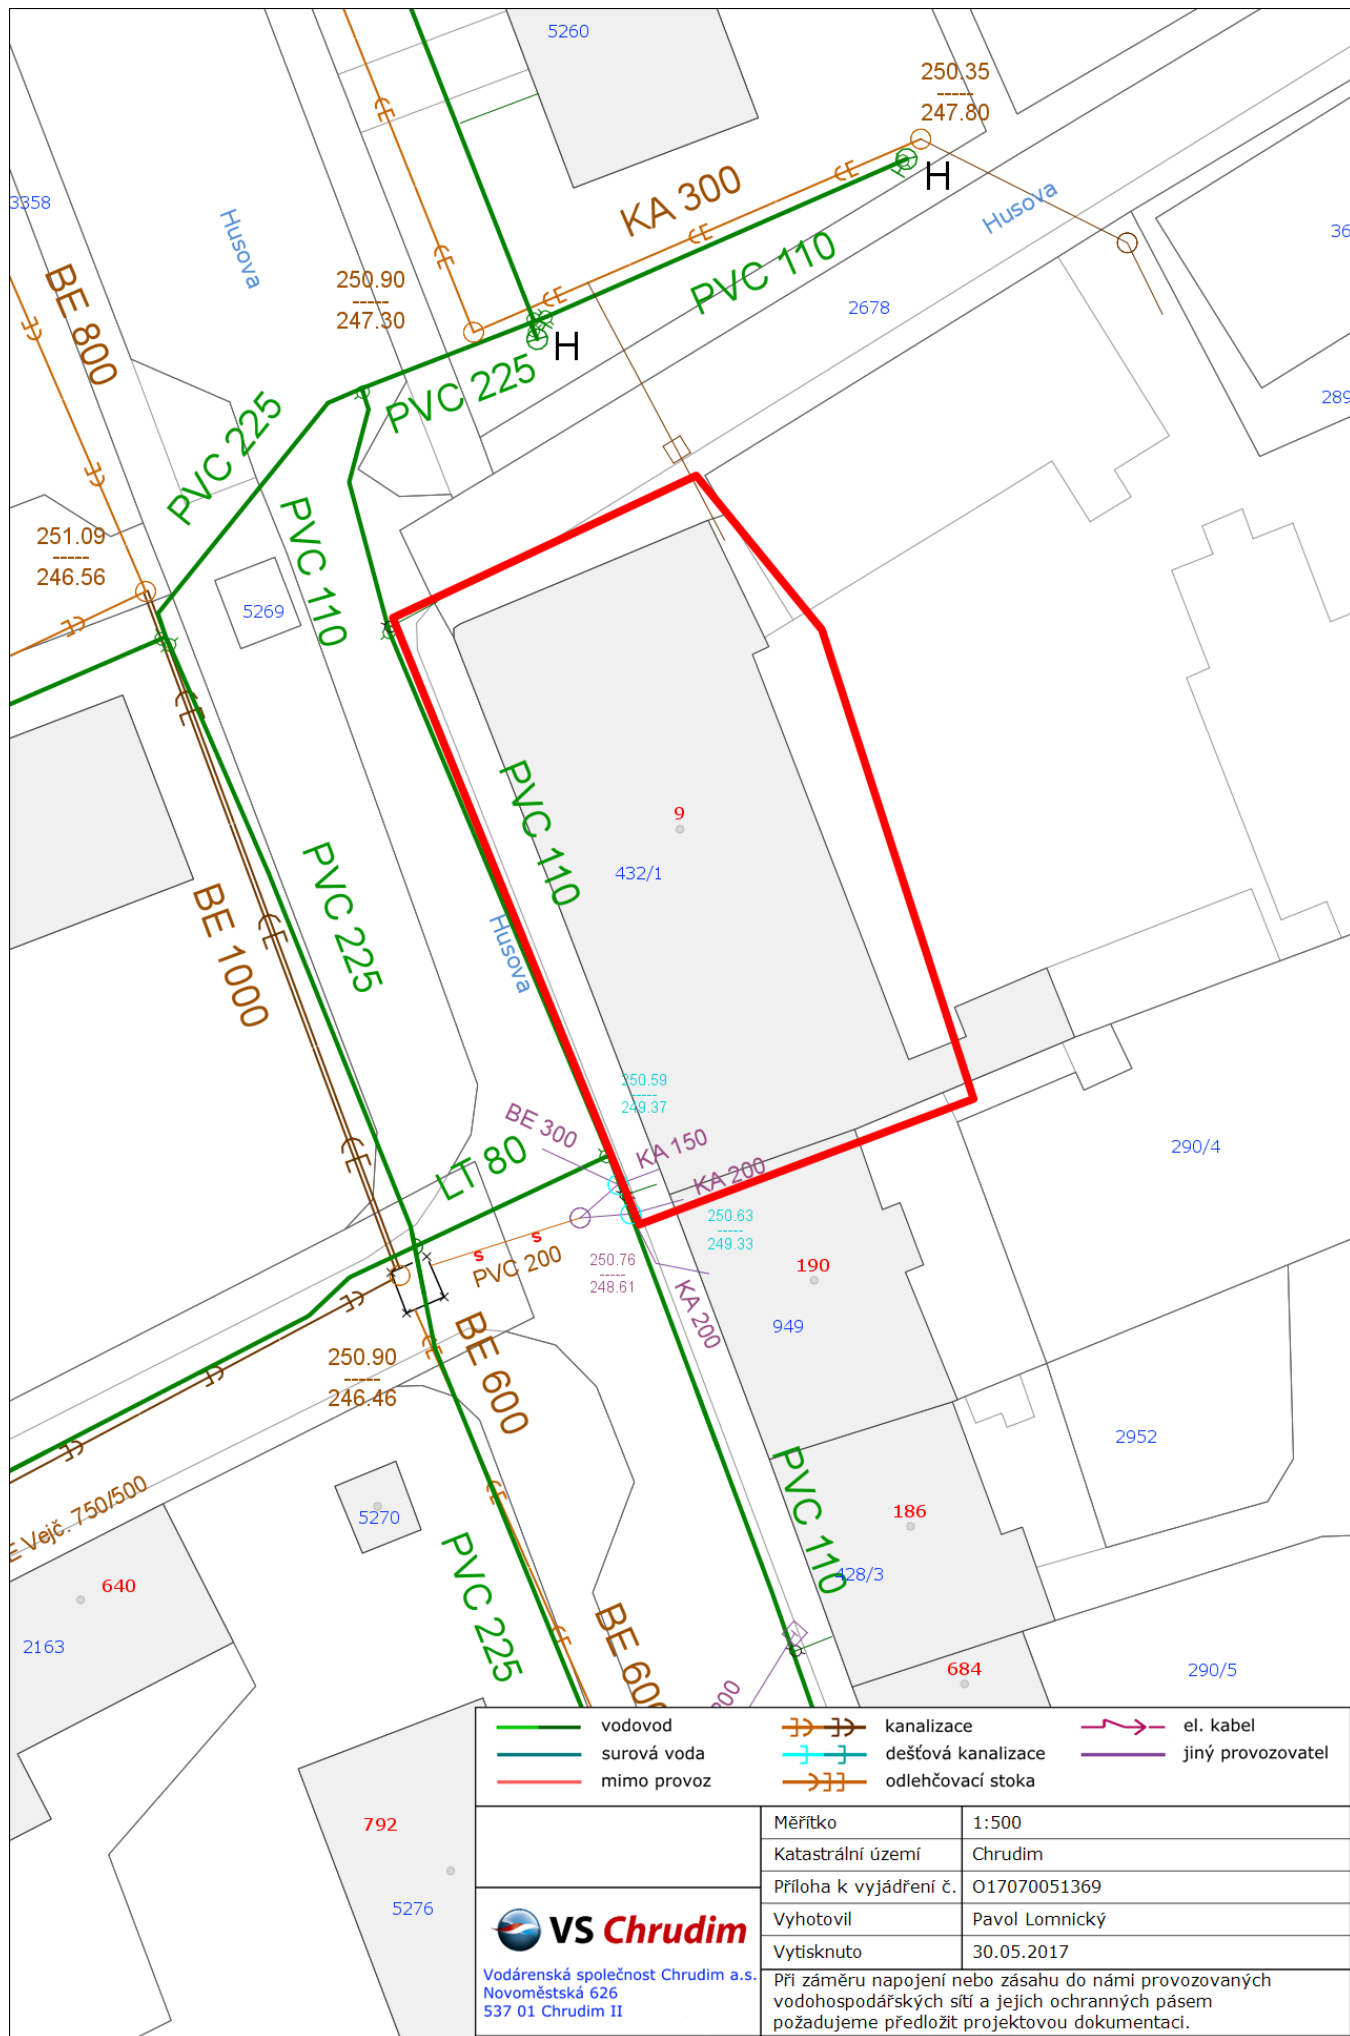 5260
250.35
-----
247.80
H
KA 300
Husova
3358
Husova
BE 800
250.90
-----
247.30
PVC 110
2678
H
PVC 225
PVC 225
251.09
-----
246.56
PVC 110
5269
9
432/1
PVC 110
PVC 225
BE 1000
Husova
250.59
-----
249.37
BE 300
KA 150
LT 80
KA 200
290/4
250.63
-----
249.33
s
s
PVC 200
250.76
-----
248.61
190
KA 200
949
BE 600
250.90
-----
246.46
2952
PVC 110
E Vejč. 750/500
5270
186
428/3
PVC 225
640
2163
BE 600
684
290/5
792
5276
vodovod
surová voda
mimo provoz
kanalizace
dešťová kanalizace
odlehčovací stoka
el. kabel
jiný provozovatel
Měřítko 1:500
Katastrální území Chrudim
Příloha k vyjádření č. O17070051369
Vyhotovil Pavol Lomnický
Vytisknuto 30.05.2017
VS Chrudim
Vodárenská společnost Chrudim a.s.
Novoměstská 626
537 01 Chrudim II
Při záměru napojení nebo zásahu do námi provozovaných
vodohospodářských sítí a jejich ochranných pásem
požadujeme předložit projektovou dokumentaci.